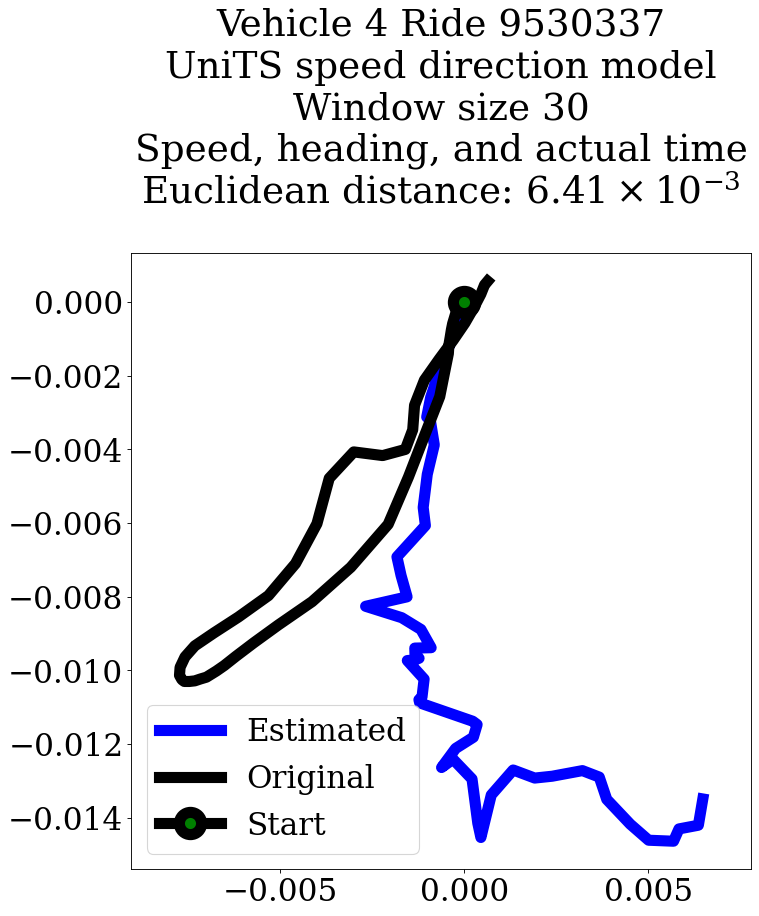 Vehicle 4 Ride 9530337
UniTS speed direction model
Window size 30
Speed, heading, and actual time
Euclidean distance: 6.41 × 10⁻³
0.000
−0.002
−0.004
−0.006
−0.008
−0.010
−0.012
−0.014
Estimated
Original
Start
−0.005 0.000 0.005